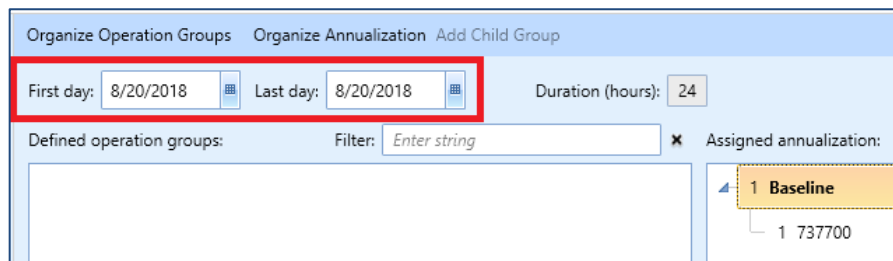 Organize Operation Groups Organize Annualization Add Child Group
First day: 8/20/2018 Last day: 8/20/2018 Duration (hours): 24
Defined operation groups: Filter: Enter string Assigned annualization:
1 Baseline
1 737700